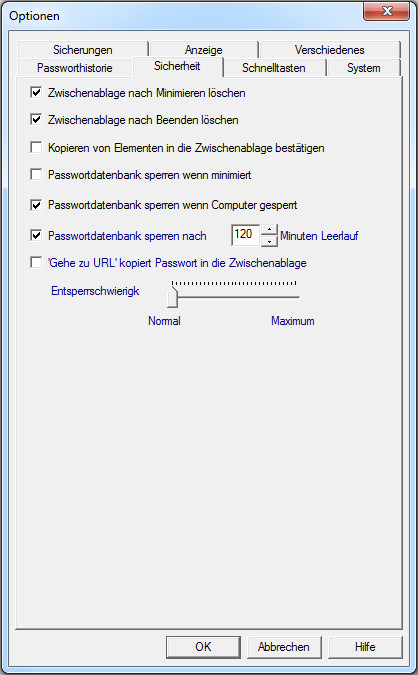 Optionen
Sicherungen Anzeige Verschiedenes
Passworthistorie Sicherheit Schnelltasten System
Zwischenablage nach Minimieren löschen
Zwischenablage nach Beenden löschen
Kopieren von Elementen in die Zwischenablage bestätigen
Passwortdatenbank sperren wenn minimiert
Passwortdatenbank sperren wenn Computer gesperrt
Passwortdatenbank sperren nach 120 Minuten Leerlauf
'Gehe zu URL' kopiert Passwort in die Zwischenablage
Entsperrschwierigk
Normal Maximum
OK Abbrechen Hilfe